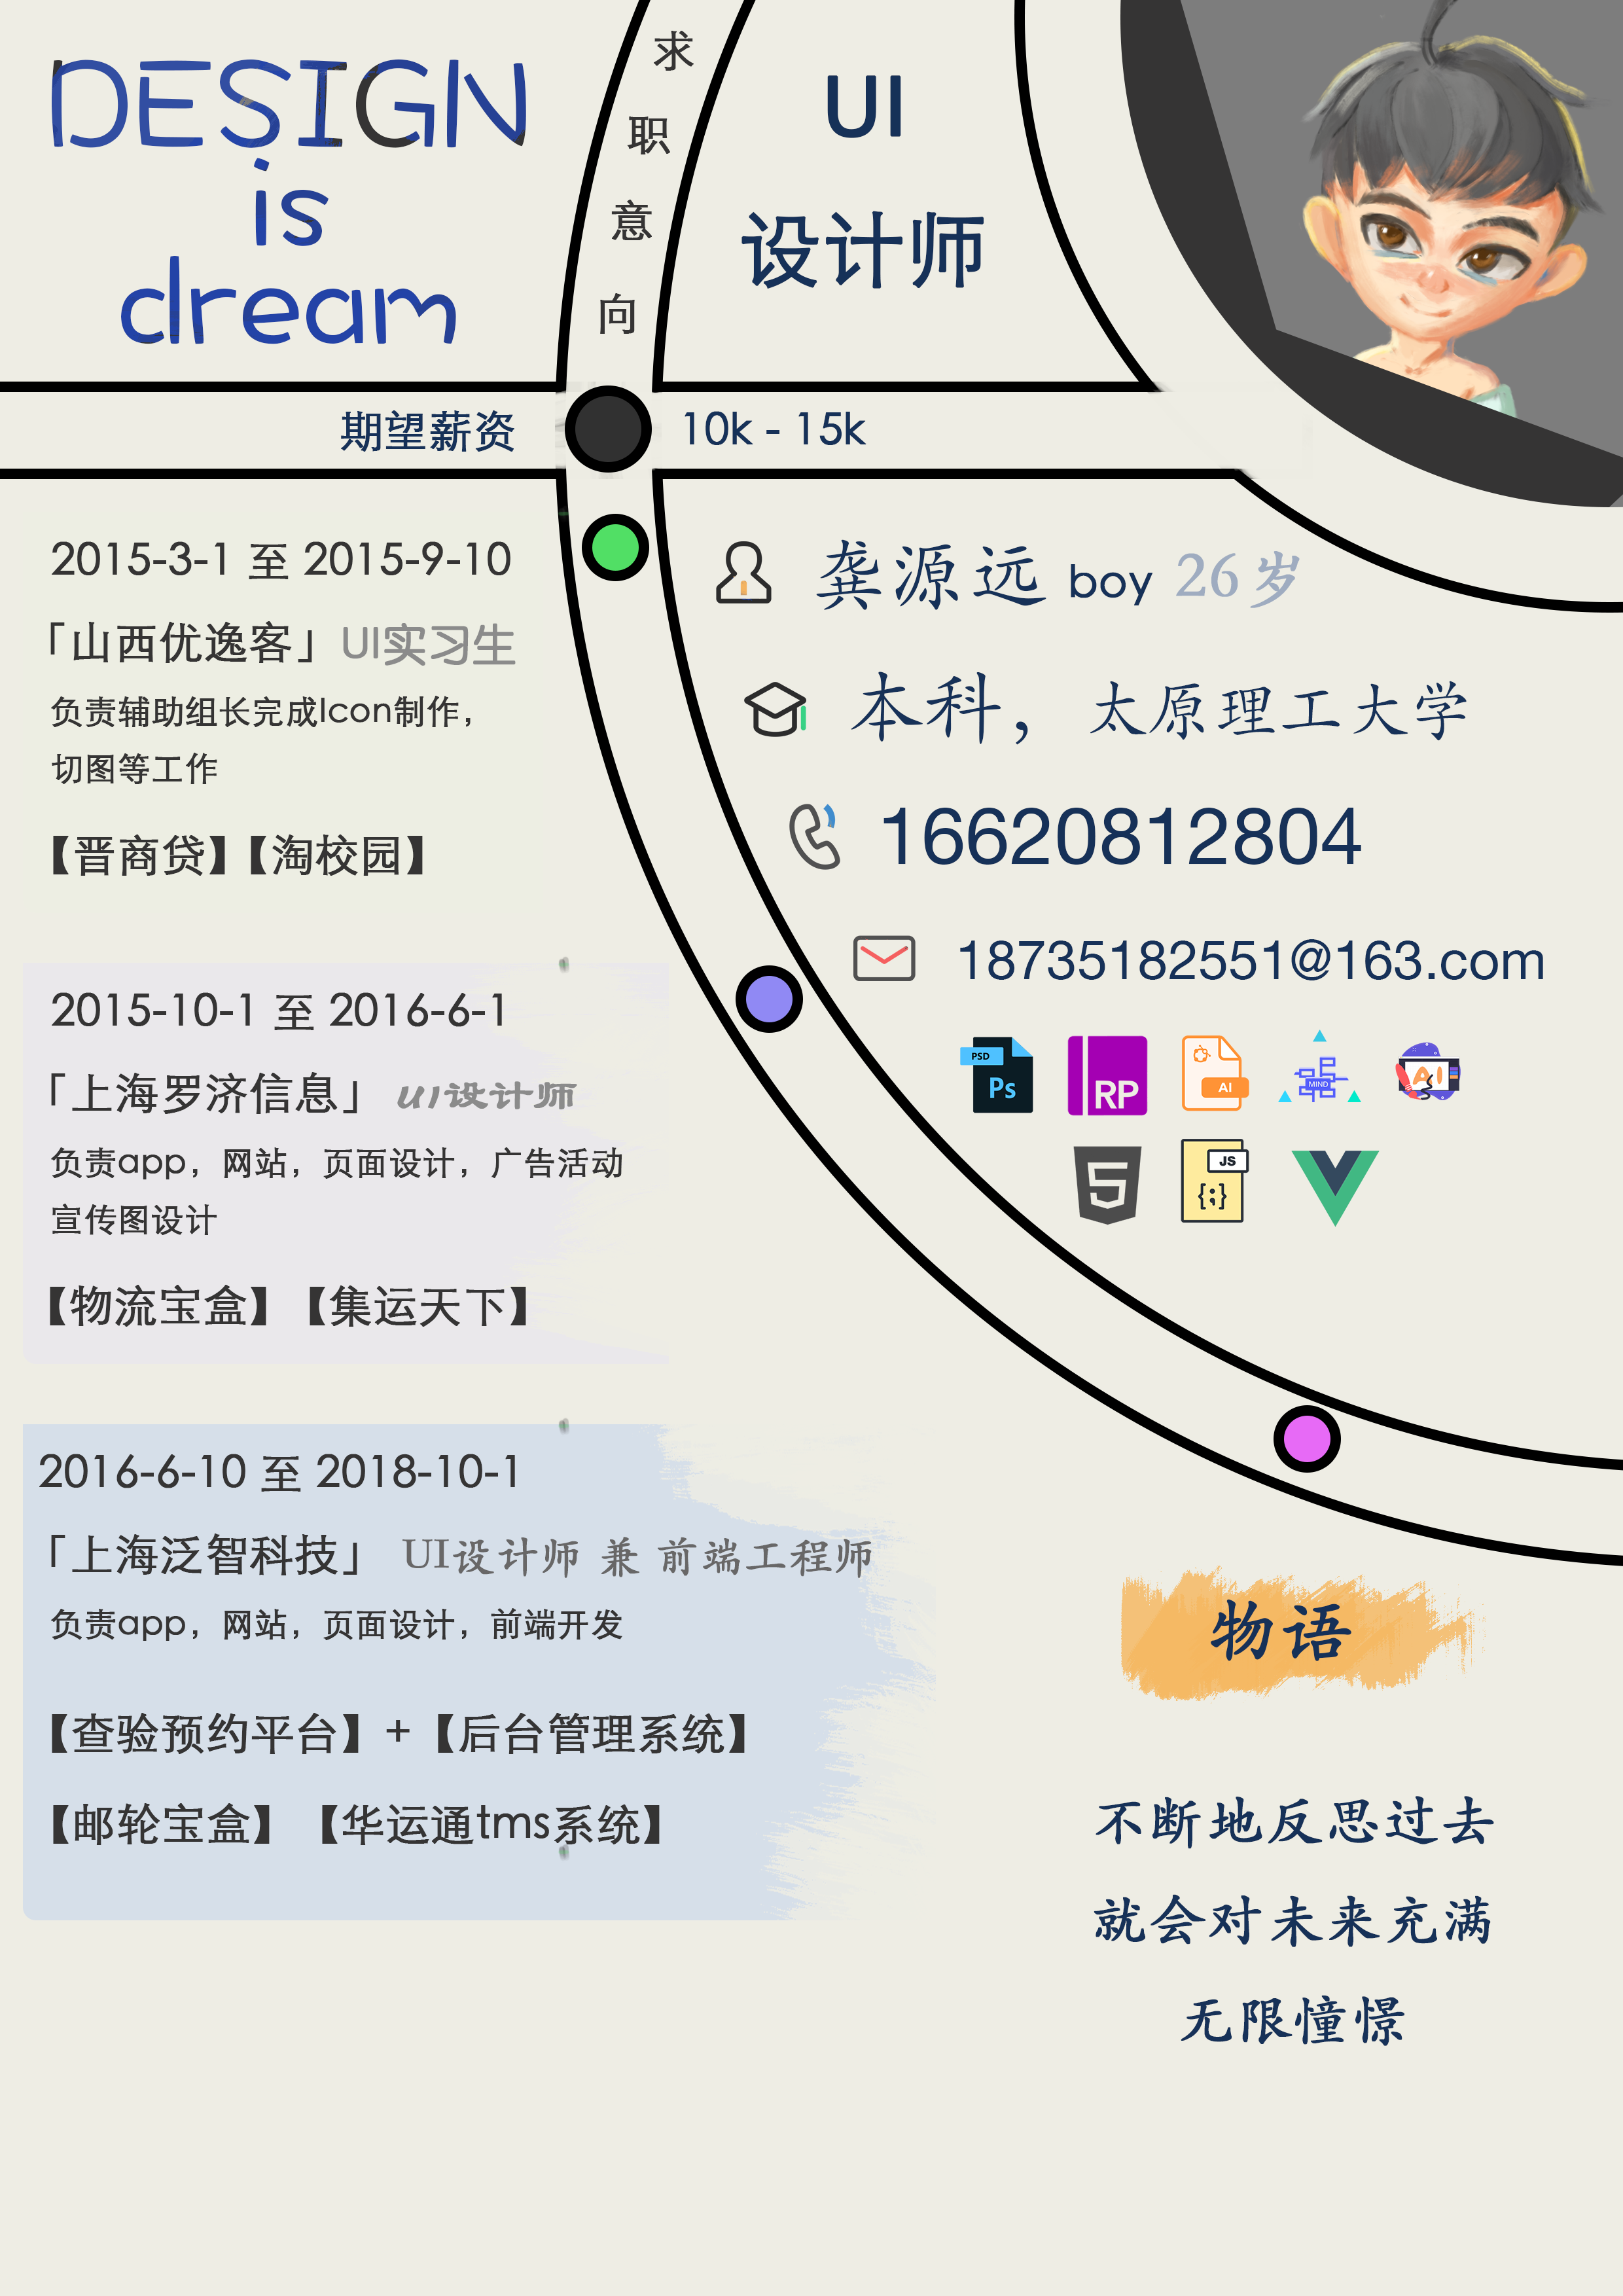 DESIGN
is
dream
求
职
意
向
UI
设计师
期望薪资
10k - 15k
龚源远 boy 26岁
本科，太原理工大学
16620812804
18735182551@163.com
PSD
Ps
RP
AI
MIND
AI
5
JS
{;}
2015-3-1 至 2015-9-10
「山西优逸客」UI实习生
负责辅助组长完成Icon制作，
切图等工作
【晋商贷】【淘校园】
2015-10-1 至 2016-6-1
「上海罗济信息」 UI设计师
负责app，网站，页面设计，广告活动
宣传图设计
【物流宝盒】【集运天下】
2016-6-10 至 2018-10-1
「上海泛智科技」 UI设计师 兼 前端工程师
负责app，网站，页面设计，前端开发
【查验预约平台】+【后台管理系统】
【邮轮宝盒】【华运通tms系统】
物语
不断地反思过去
就会对未来充满
无限憧憬